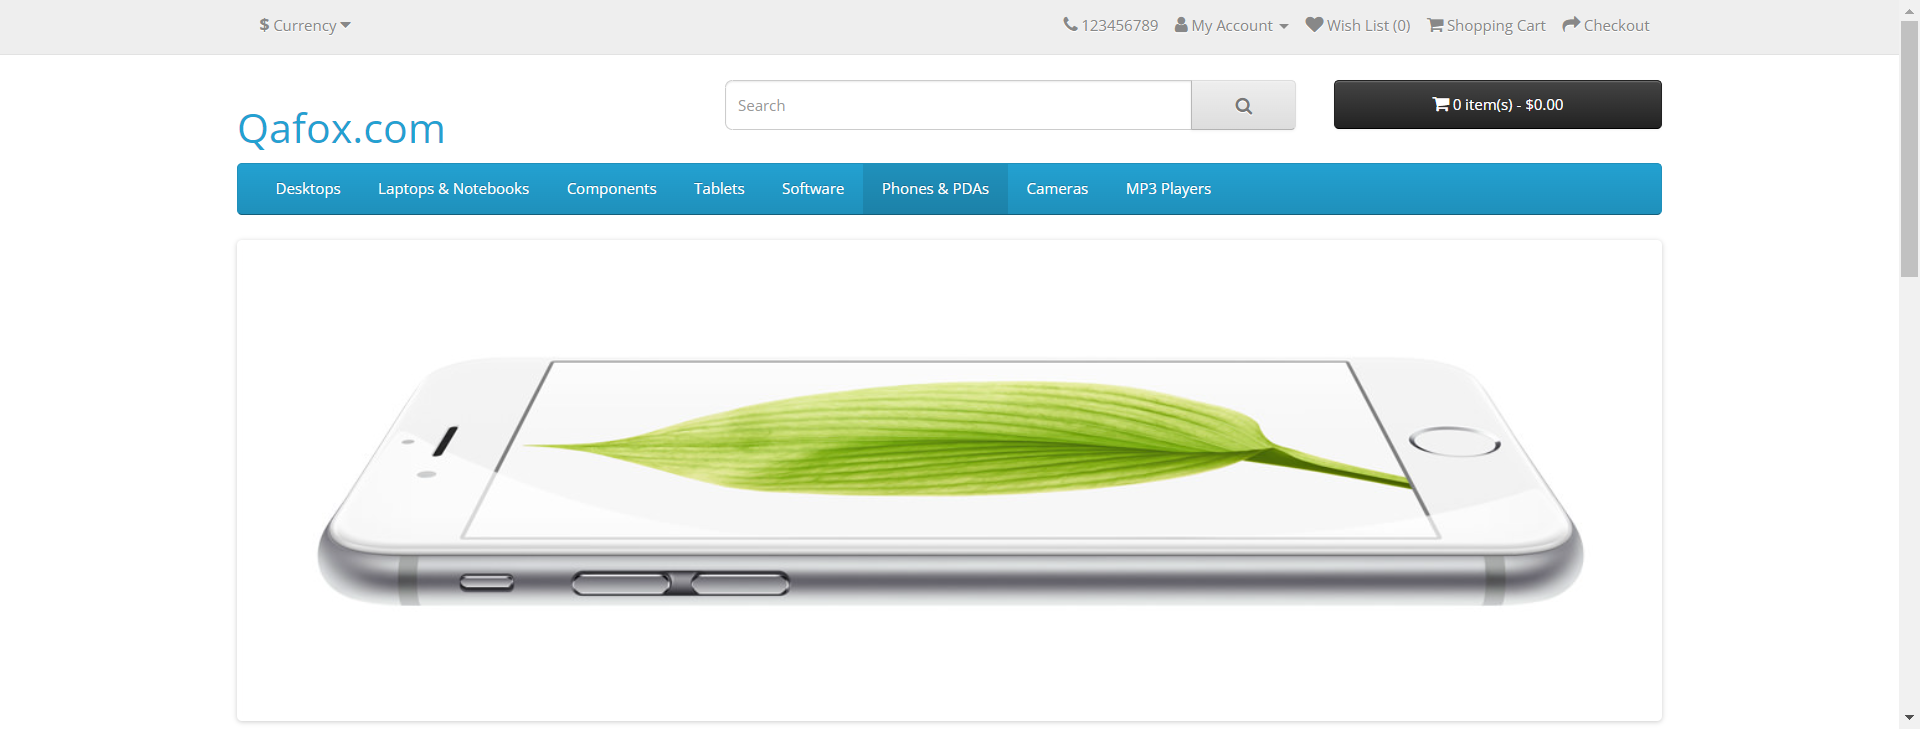 $ Currency
123456789 My Account Wish List (0) Shopping Cart Checkout
Qafox.com
Search
0 item(s) - $0.00
Desktops Laptops & Notebooks Components Tablets Software Phones & PDAs Cameras MP3 Players